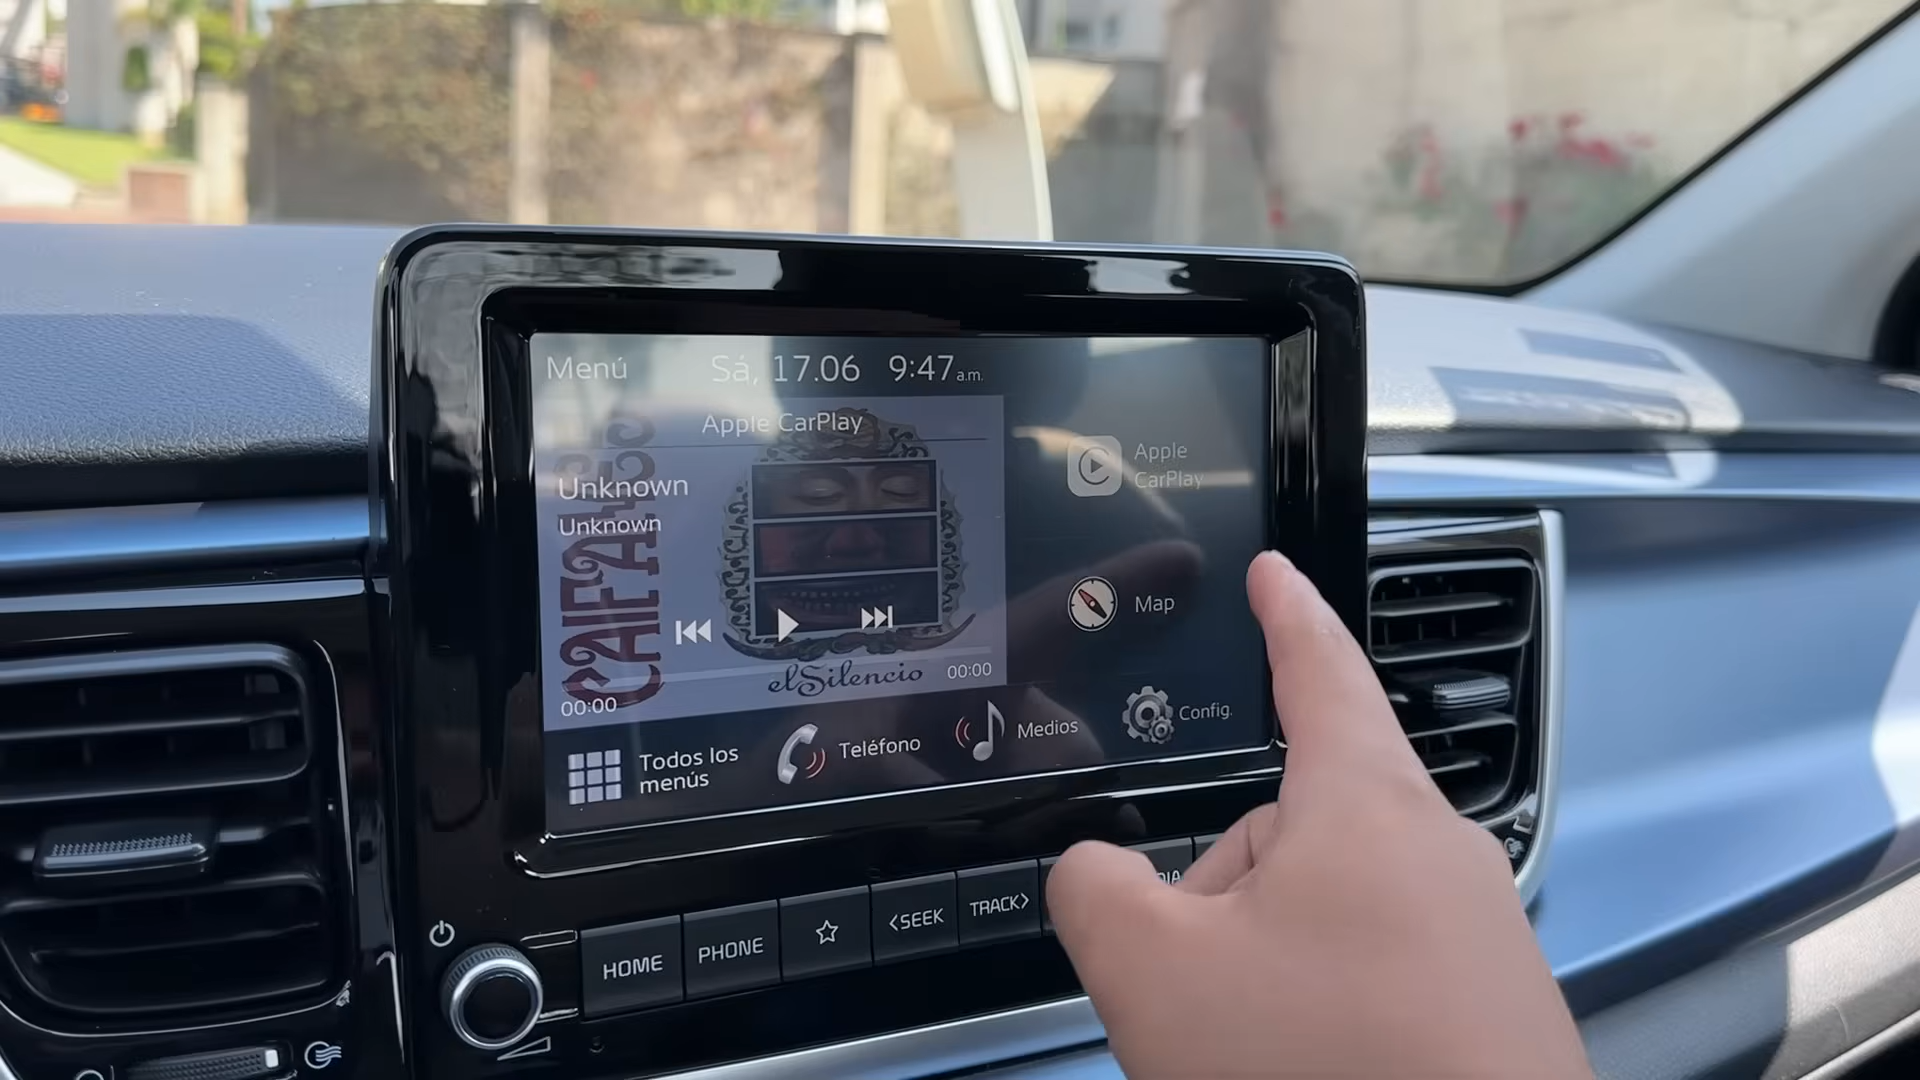 Menú Sá, 17.06 9:47 a.m.
Apple CarPlay
Unknown
Unknown
CAIFANES
elSilencio
00:00
00:00
Apple
CarPlay
Map
Todos los
menús
Teléfono
Medios
Config.
HOME
PHONE
<SEEK
TRACK>